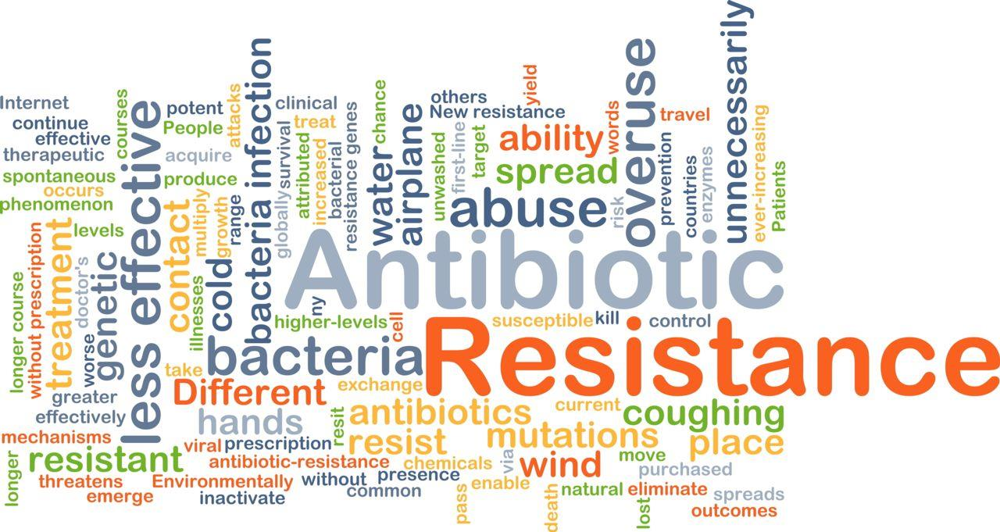 Internet
continue
effective
therapeutic
spontaneous
occurs
phenomenon
courses
levels
potent
People
attacks
acquire
produce
less effective
contact
multiply
growth
range
bacteria infection
clinical
treat
globally
survival
attributed
increased
bacterial
resistance genes
chance
water
airplane
others
New resistance
yield
unwashed
first-line
target
ability
words
spread
abuse
risk
overuse
travel
prevention
countries
enzymes
unnecessarily
ever-increasing
Patients
longer course
without prescription
treatment
doctor's
worse
genetic
illnesses
cold
Antibiotic
ny
higher-levels
cell
susceptible
kill
control
bacteria
Resistance
take
greater
Different
exchange
effectively
hands
resit
antibiotics
current
coughing
mechanisms
viral
prescription
resist
mutations
place
longer
resistant
antibiotic-resistance
chemicals
via
wind
move
purchased
threatens
Environmentally
without
presence
enable
emerge
inactivate
common
pass
death
natural
eliminate
lost
spreads
outcomes